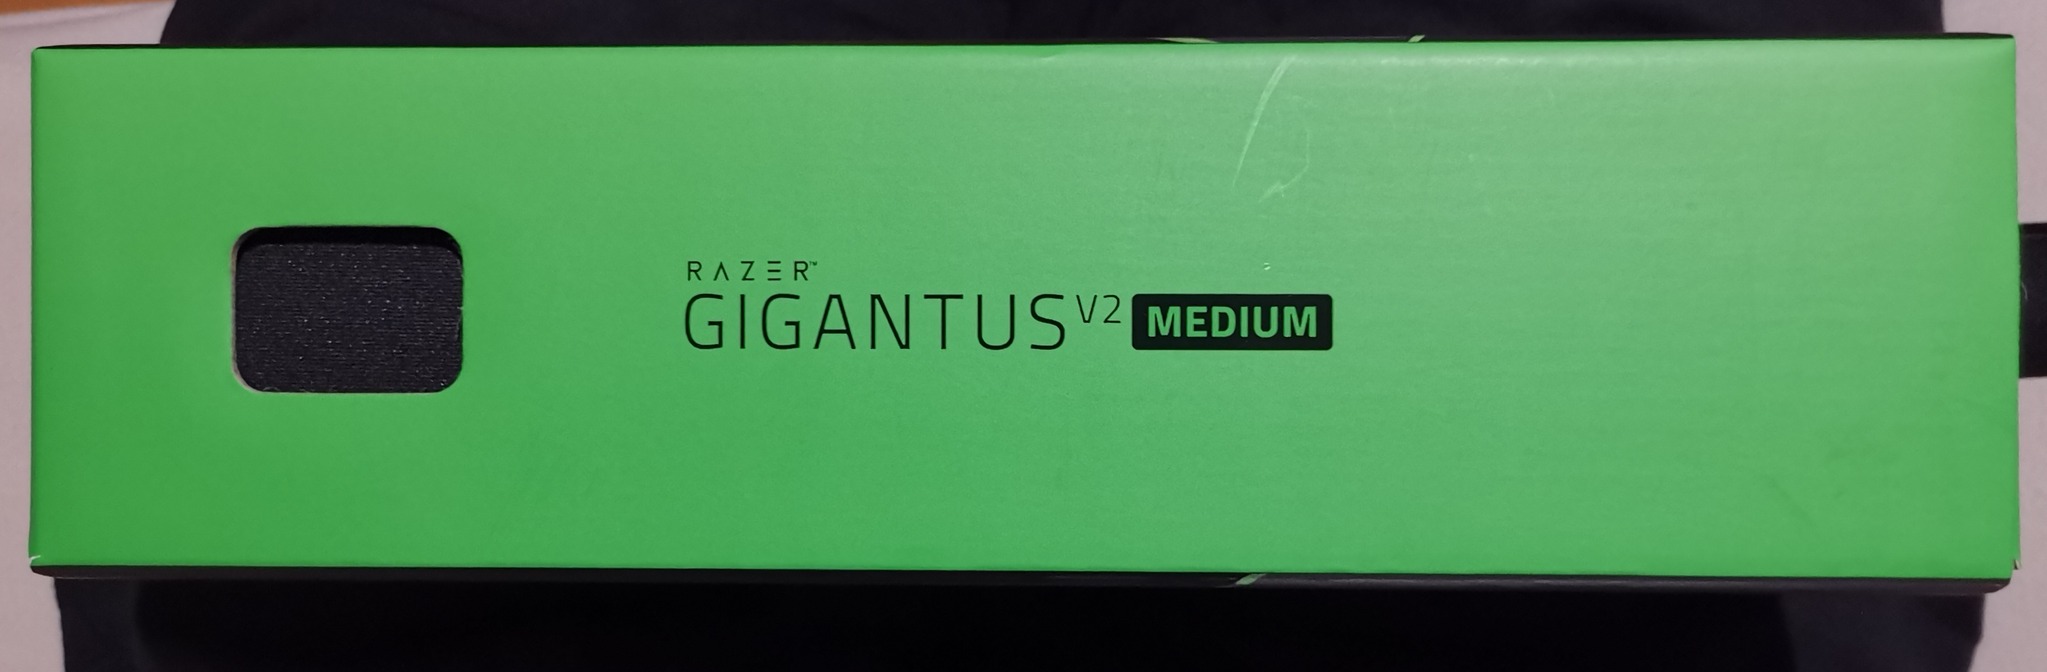 RAZER™
GIGANTUS V2 MEDIUM